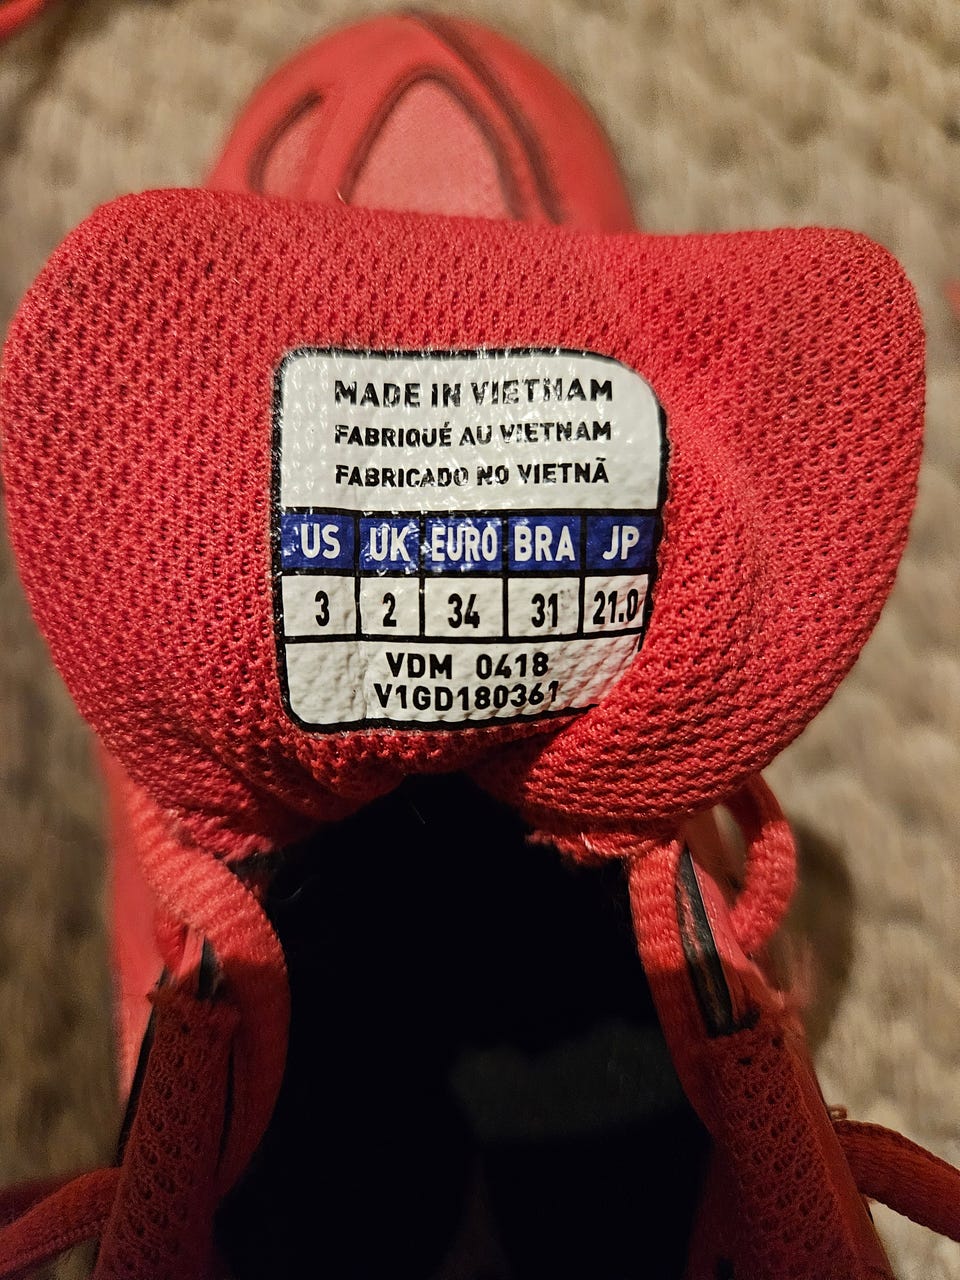 MADE IN VIETNAM
FABRIQUÉ AU VIETNAM
FABRICADO NO VIETNÃ
US UK EURO BRA JP
3 2 34 31 21.0
VDM 0418
V1GD180361